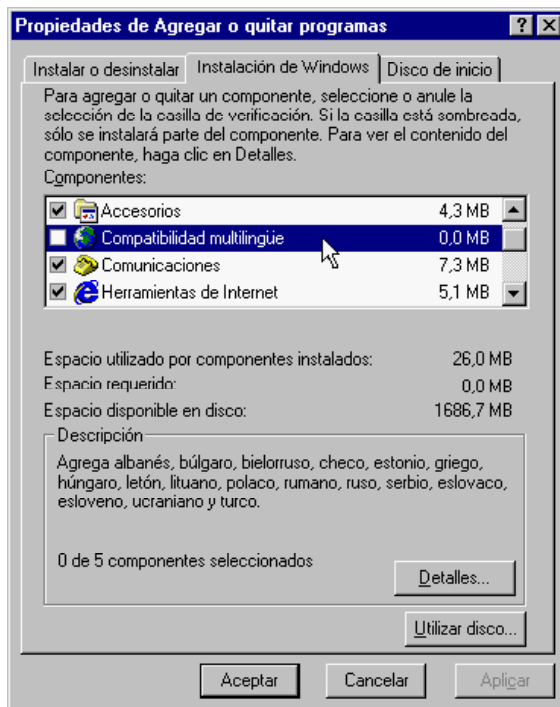 Propiedades de Agregar o quitar programas
Instalar o desinstalar Instalación de Windows Disco de inicio
Para agregar o quitar un componente, seleccione o anule la
selección de la casilla de verificación. Si la casilla está sombreada,
sólo se instalará parte del componente. Para ver el contenido del
componente, haga clic en Detalles.
Componentes:
Accesorios 4,3 MB
Compatibilidad multilingüe 0,0 MB
Comunicaciones 7,3 MB
Herramientas de Internet 5,1 MB
Espacio utilizado por componentes instalados: 26,0 MB
Espacio requerido: 0,0 MB
Espacio disponible en disco: 1686,7 MB
Descripción
Agrega albanés, búlgaro, bielorruso, checo, estonio, griego,
húngaro, letón, lituano, polaco, rumano, ruso, serbio, eslovaco,
esloveno, ucraniano y turco.
0 de 5 componentes seleccionados
Detalles...
Utilizar disco...
Aceptar Cancelar Aplicar